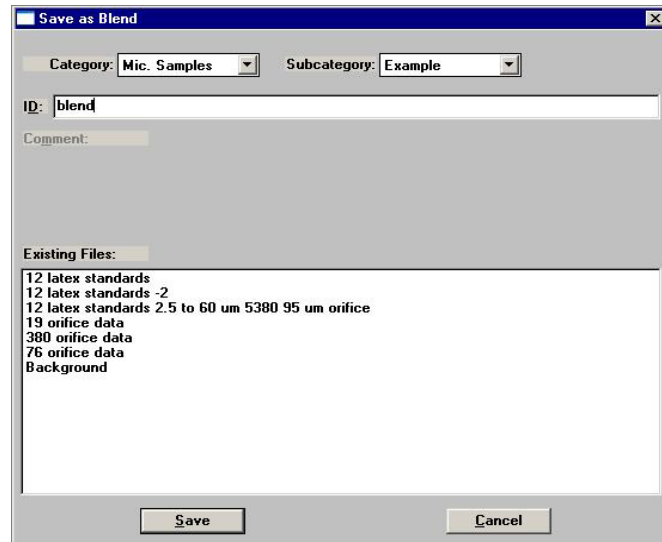 Save as Blend
Category: Mic. Samples Subcategory: Example
ID: blend
Comment:
Existing Files:
12 latex standards
12 latex standards -2
12 latex standards 2.5 to 60 um 5380 95 um orifice
19 orifice data
380 orifice data
76 orifice data
Background
Save Cancel